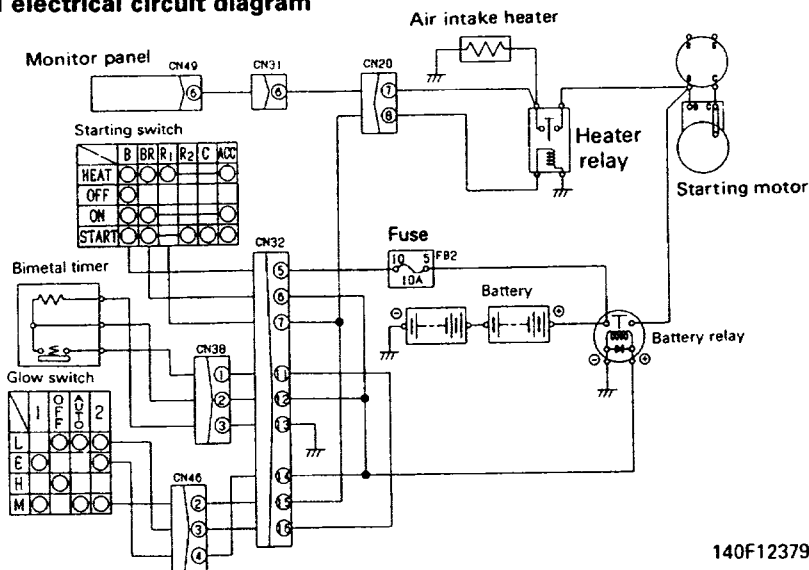 electrical circuit diagram
Air intake heater
Monitor panel
CN49
CN31
CN20
6
6
7
8
Heater
relay
Starting motor
B
C
Starting switch
B BR R1 R2 C ACC
HEAT
OFF
ON
START
CN32
Fuse
10 5 FB2
10A
5
6
7
Battery
Battery relay
Bimetal timer
CN38
1
2
3
11
12
13
Glow switch
1 OFF AUTO 2
L
E
H
M
CN46
2
3
4
14
15
16
140F12379